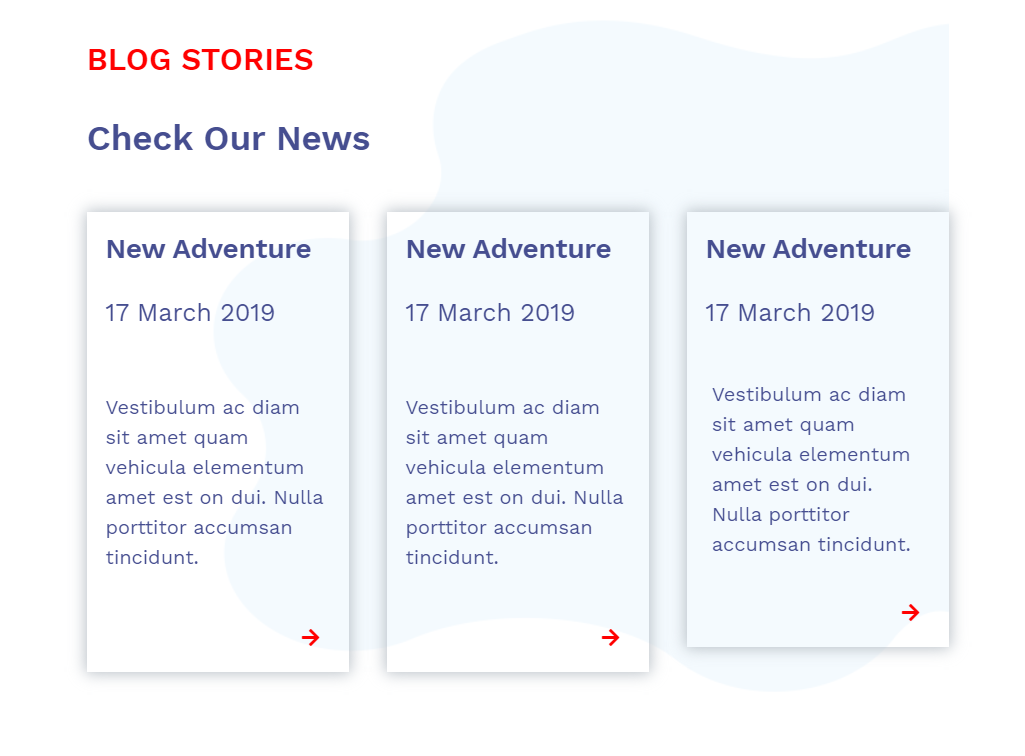 BLOG STORIES
Check Our News
New Adventure
17 March 2019
Vestibulum ac diam
sit amet quam
vehicula elementum
amet est on dui. Nulla
porttitor accumsan
tincidunt.
New Adventure
17 March 2019
Vestibulum ac diam
sit amet quam
vehicula elementum
amet est on dui. Nulla
porttitor accumsan
tincidunt.
New Adventure
17 March 2019
Vestibulum ac diam
sit amet quam
vehicula elementum
amet est on dui.
Nulla porttitor
accumsan tincidunt.